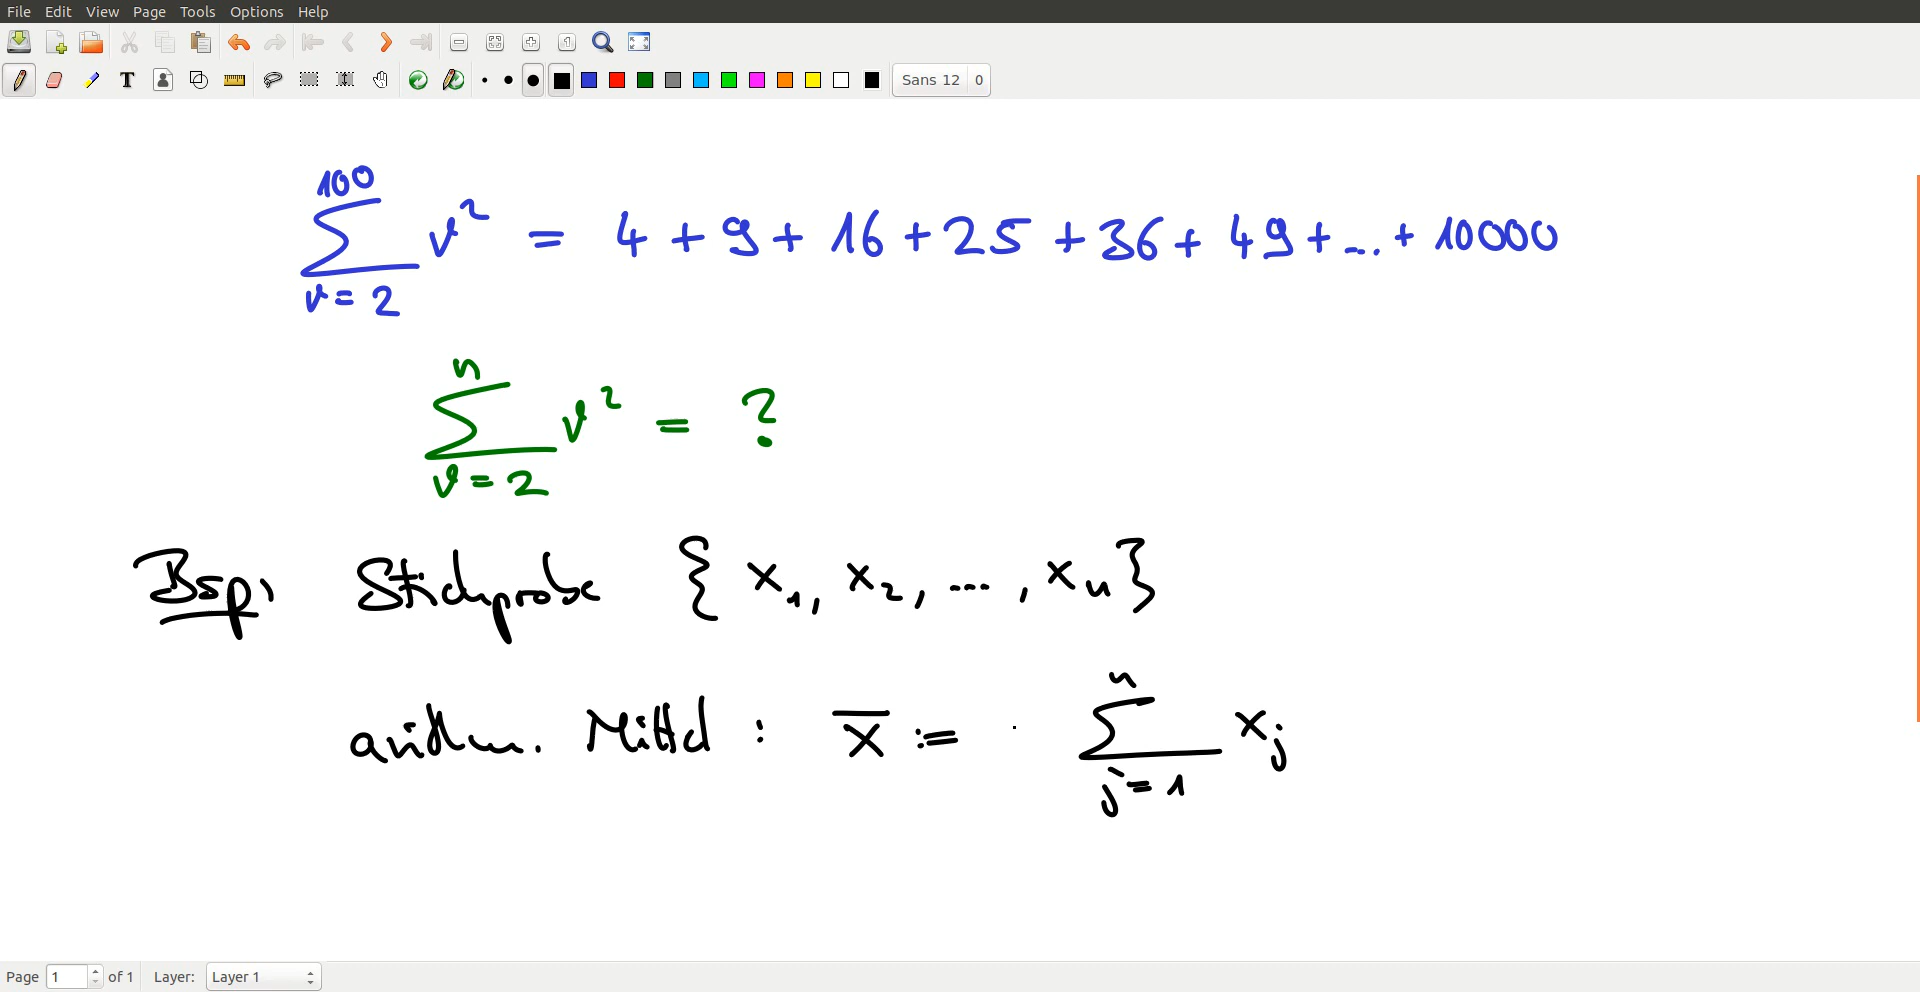 File Edit View Page Tools Options Help
Sans 12 0
100
∑ ν² = 4 + 9 + 16 + 25 + 36 + 49 + ... + 10000
ν = 2
n
∑ ν² = ?
ν = 2
Bsp. Stichprobe { x₁, x₂, ..., xₙ }
n
arithm. Mittel : x̅ := ∑ xⱼ
j = 1
Page 1 of 1 Layer: Layer 1